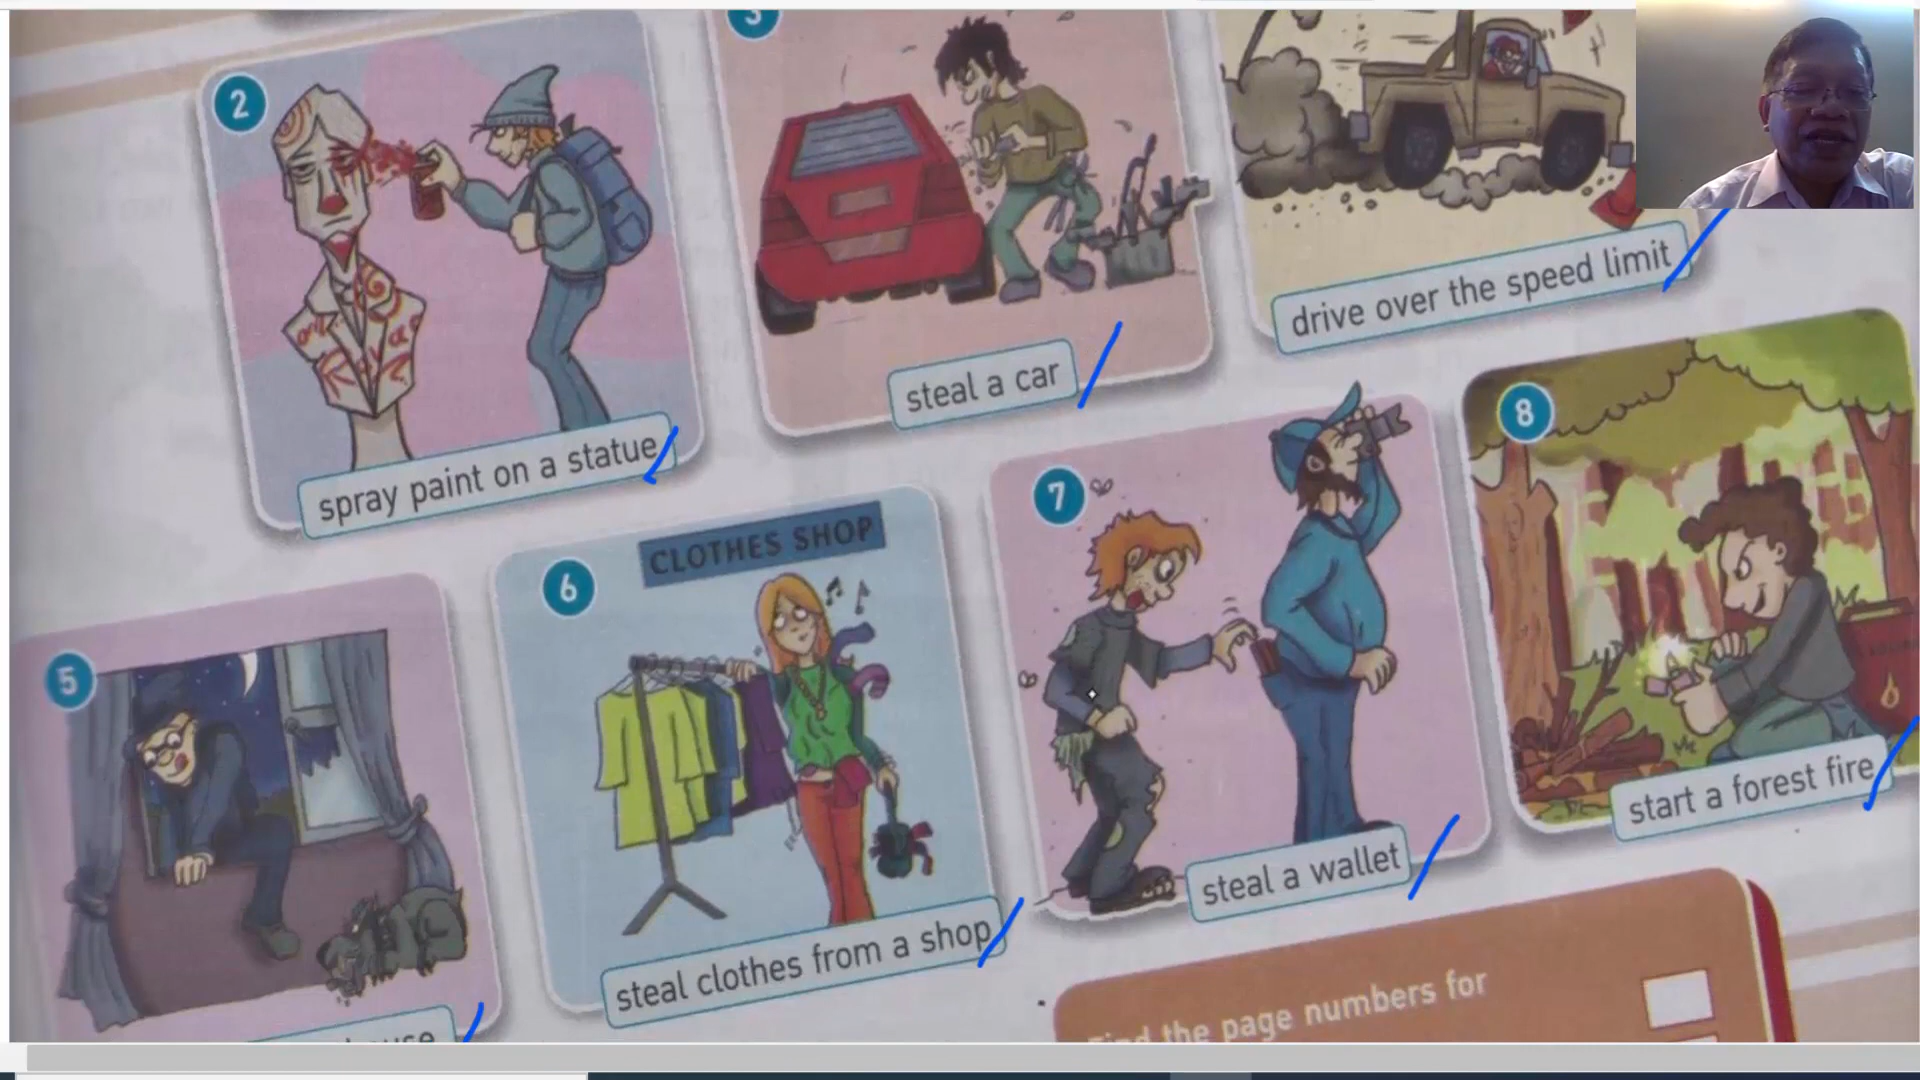 2
3
spray paint on a statue
steal a car
drive over the speed limit
5
6
CLOTHES SHOP
steal clothes from a shop
7
steal a wallet
8
start a forest fire
the page numbers for